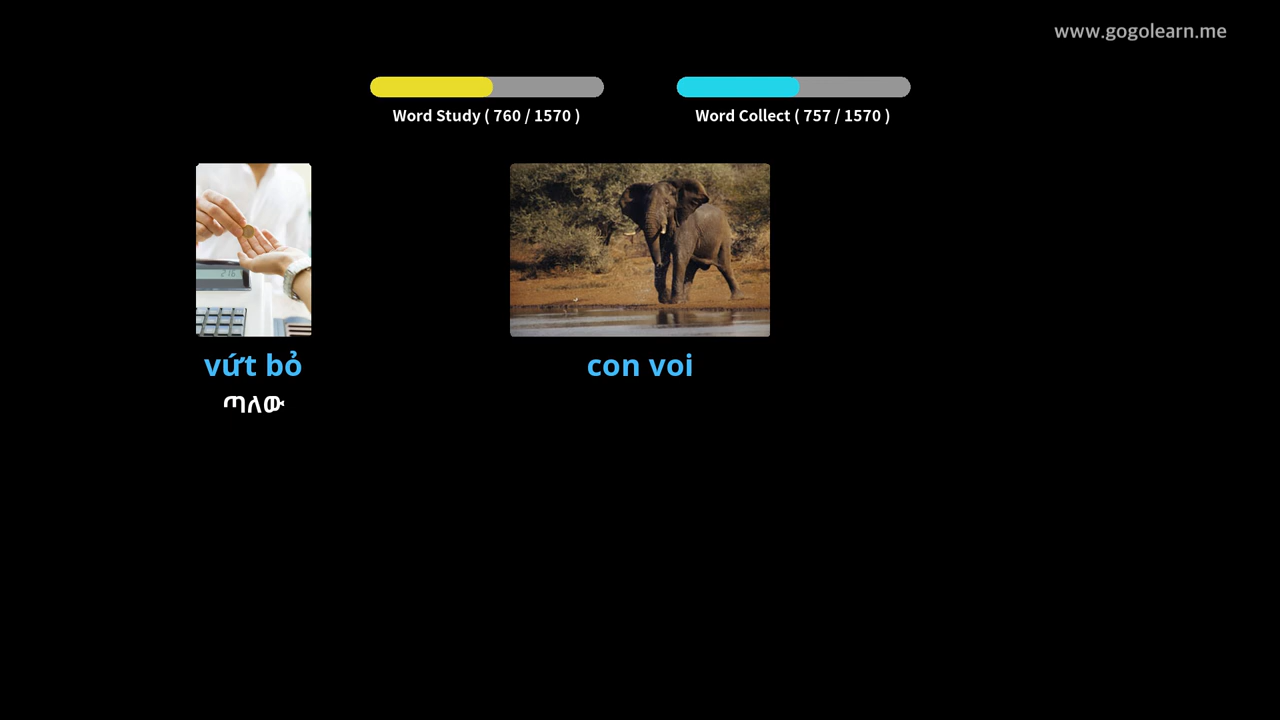 www.gogolearn.me
Word Study ( 760 / 1570 )
Word Collect ( 757 / 1570 )
vứt bỏ
ጣለው
con voi